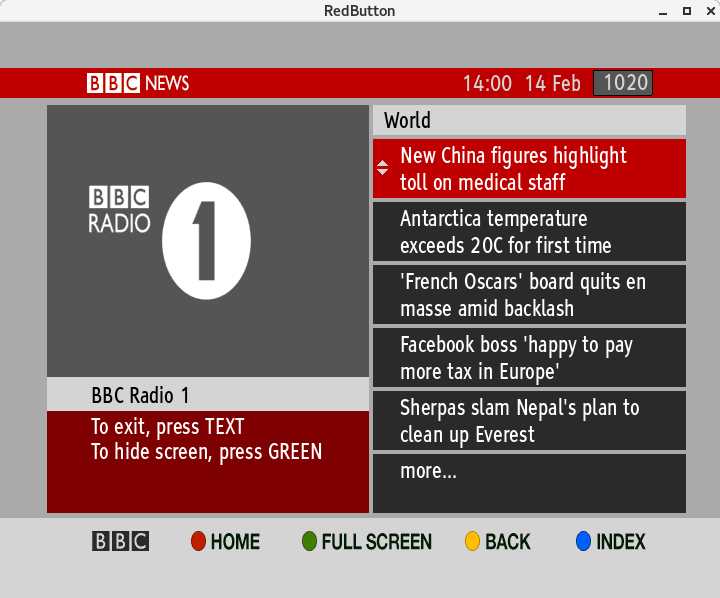 RedButton
BBC NEWS
14:00 14 Feb 1020
BBC
RADIO 1
BBC Radio 1
To exit, press TEXT
To hide screen, press GREEN
World
New China figures highlight
toll on medical staff
Antarctica temperature
exceeds 20C for first time
'French Oscars' board quits en
masse amid backlash
Facebook boss 'happy to pay
more tax in Europe'
Sherpas slam Nepal's plan to
clean up Everest
more...
BBC HOME FULL SCREEN BACK INDEX